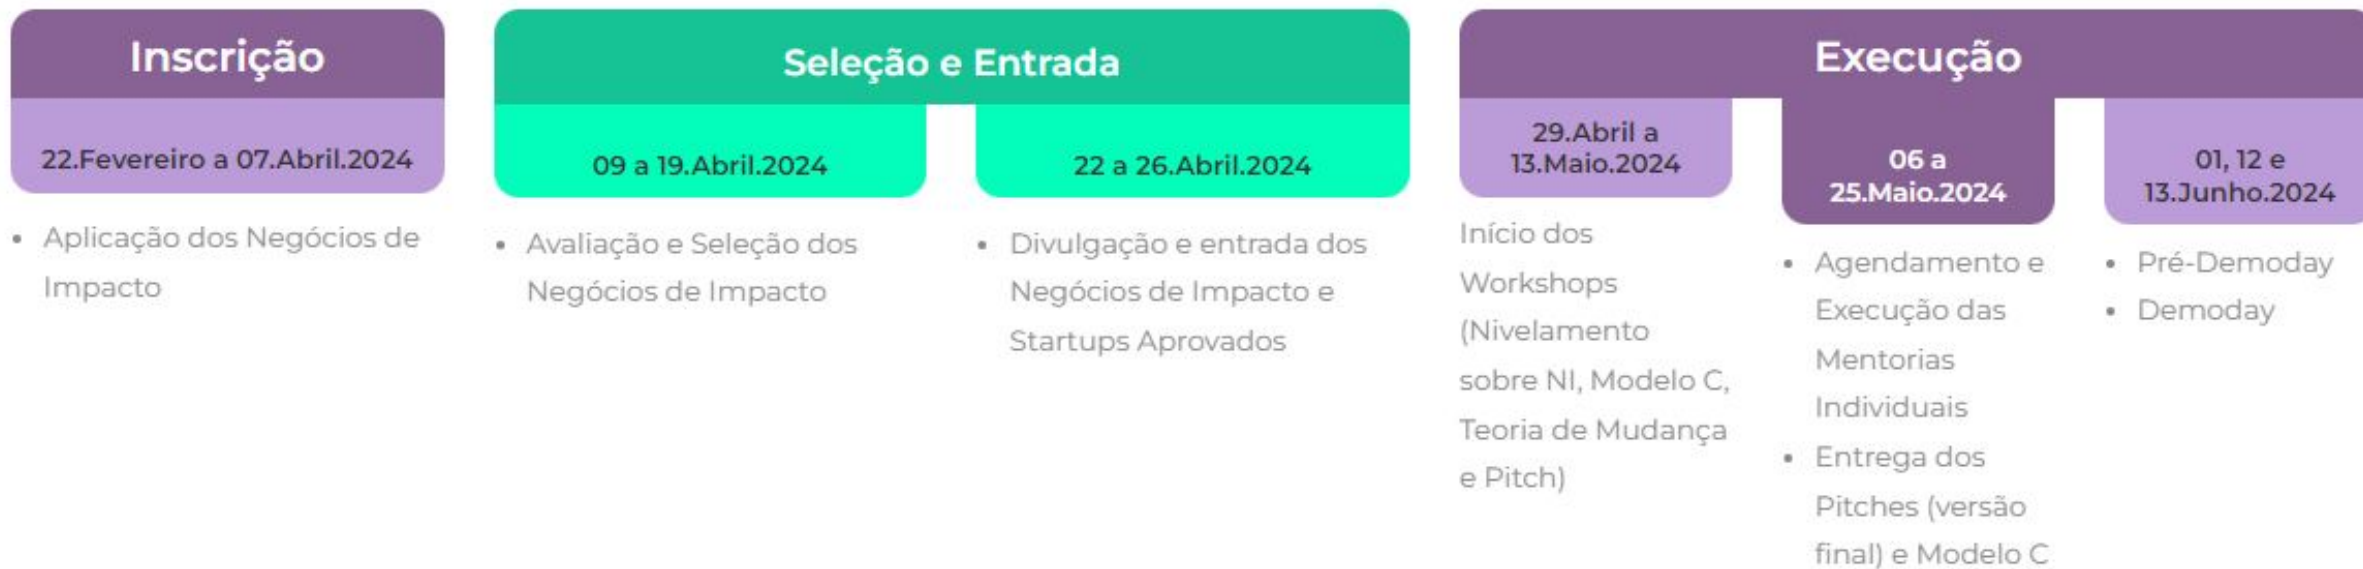 Inscrição
22.Fevereiro a 07.Abril.2024
• Aplicação dos Negócios de
Impacto
Seleção e Entrada
09 a 19.Abril.2024
• Avaliação e Seleção dos
Negócios de Impacto
22 a 26.Abril.2024
• Divulgação e entrada dos
Negócios de Impacto e
Startups Aprovados
Execução
29.Abril a
13.Maio.2024
Início dos
Workshops
(Nivelamento
sobre NI, Modelo C,
Teoria de Mudança
e Pitch)
06 a
25.Maio.2024
• Agendamento e
Execução das
Mentorias
Individuais
• Entrega dos
Pitches (versão
final) e Modelo C
01, 12 e
13.Junho.2024
• Pré-Demoday
• Demoday